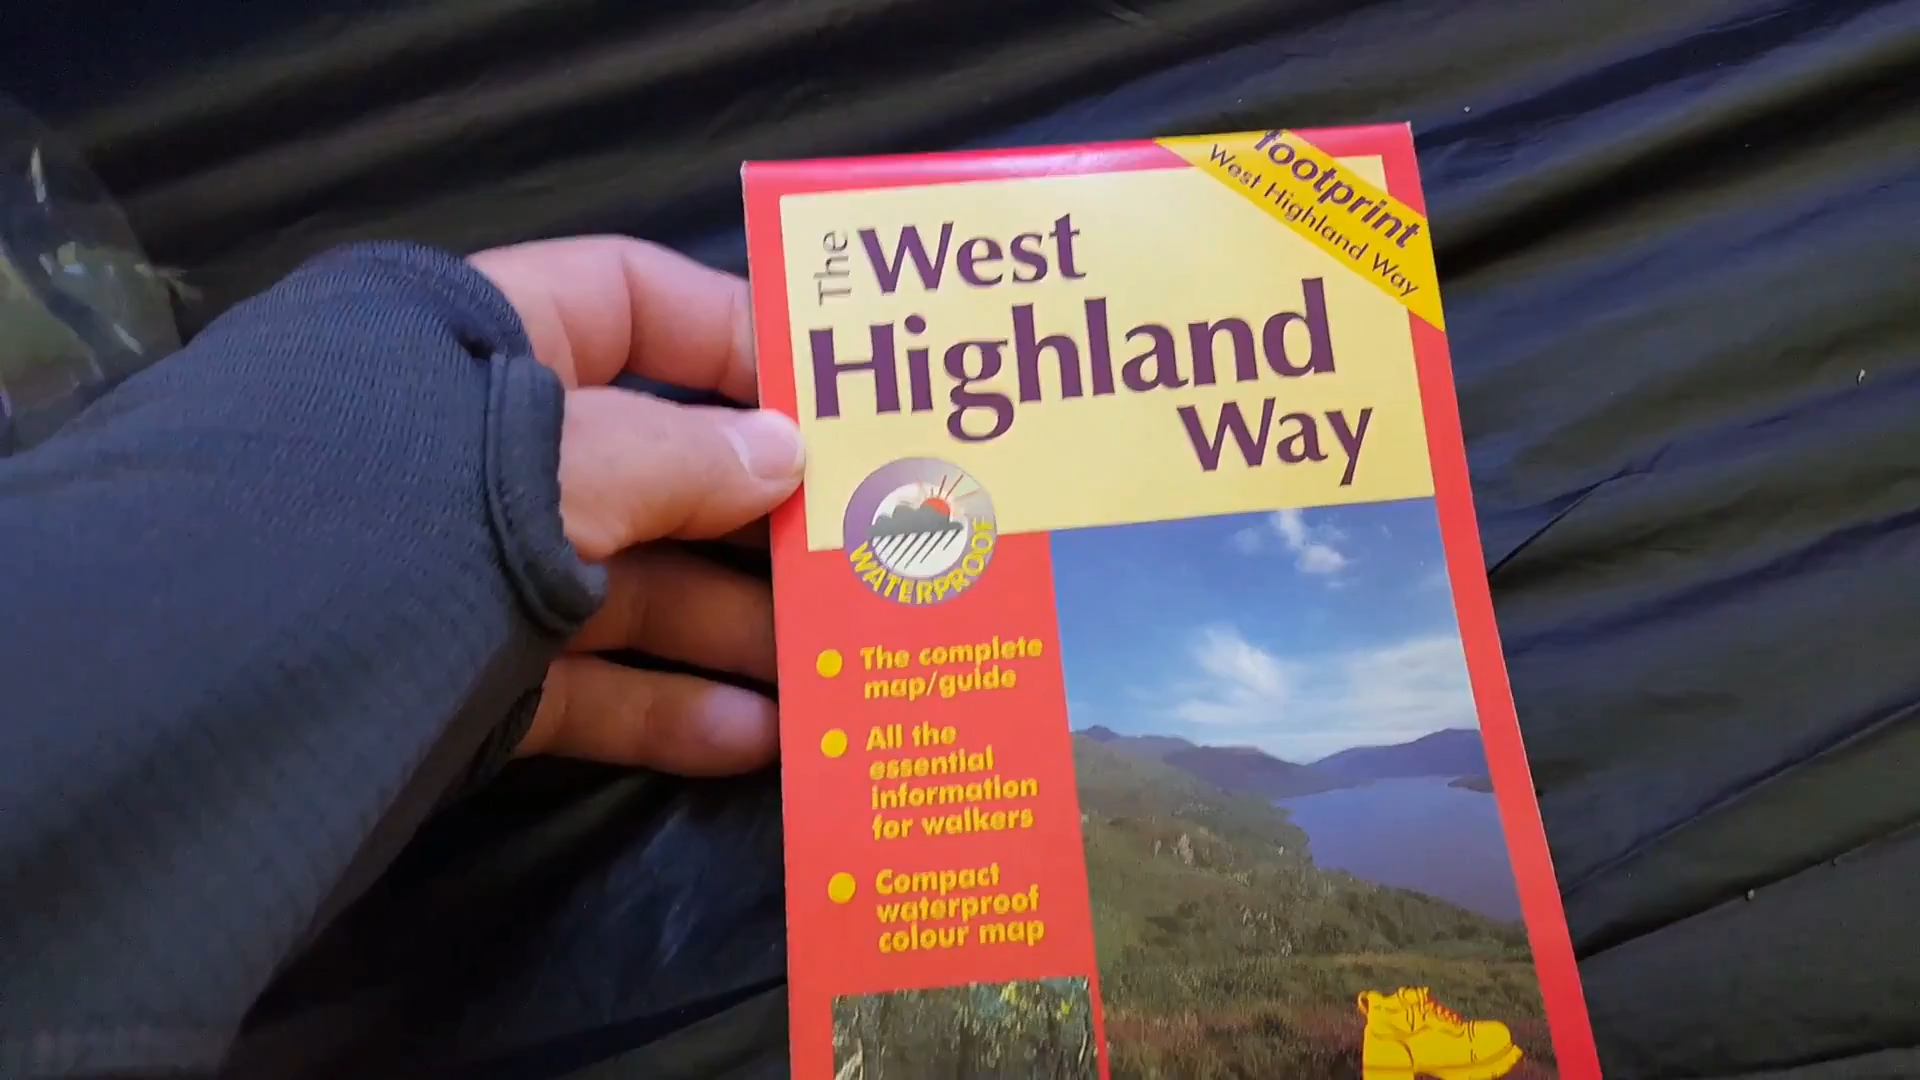 The West
Highland
Way
footprint
West Highland Way
WATERPROOF
The complete
map/guide
All the
essential
information
for walkers
Compact
waterproof
colour map